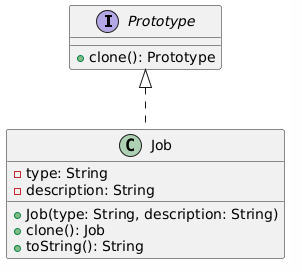 I Prototype
clone(): Prototype
C Job
type: String
description: String
Job(type: String, description: String)
clone(): Job
toString(): String